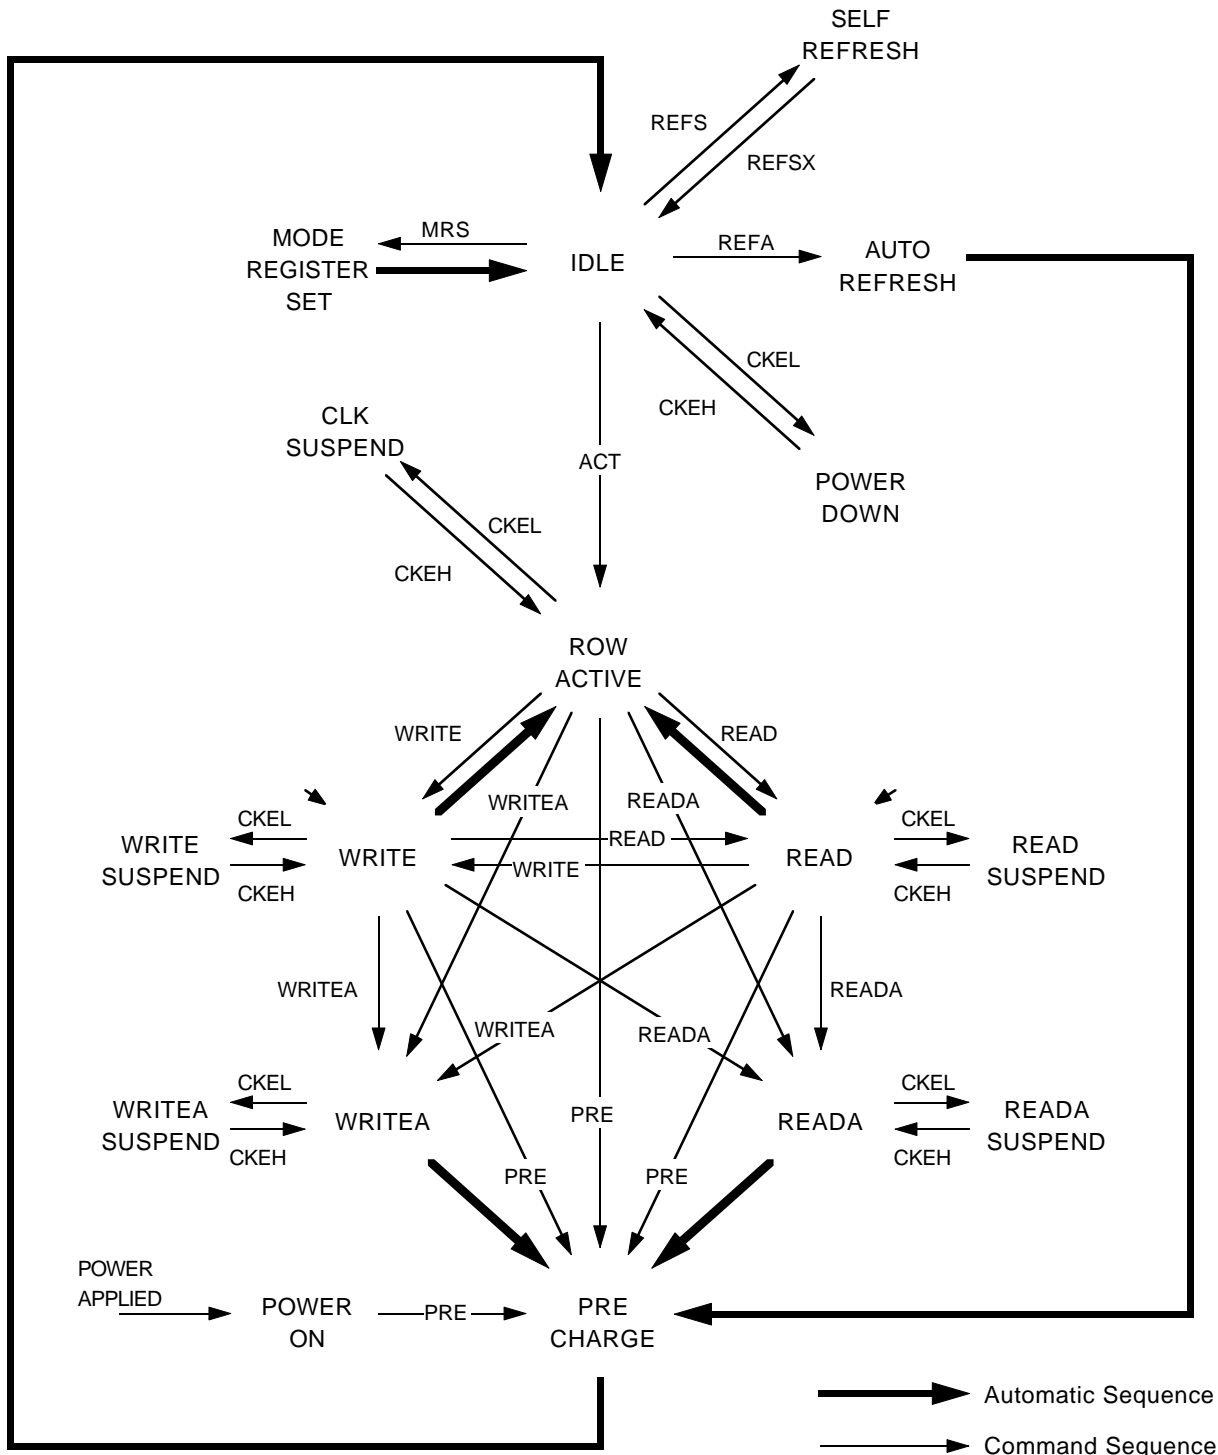 SELF
REFRESH
REFS
REFSX
MRS
MODE
REGISTER
SET
IDLE
REFA
AUTO
REFRESH
CKEL
CKEH
CLK
SUSPEND
ACT
POWER
DOWN
CKEL
CKEH
ROW
ACTIVE
WRITE
READ
WRITEA
READA
CKEL
READ
CKEL
WRITE
SUSPEND
WRITE
WRITE
READ
READ
SUSPEND
CKEH
CKEH
WRITEA
READA
WRITEA
READA
CKEL
CKEL
WRITEA
SUSPEND
WRITEA
PRE
READA
READA
SUSPEND
CKEH
CKEH
PRE
PRE
POWER
APPLIED
POWER
ON
PRE
PRE
CHARGE
Automatic Sequence
Command Sequence